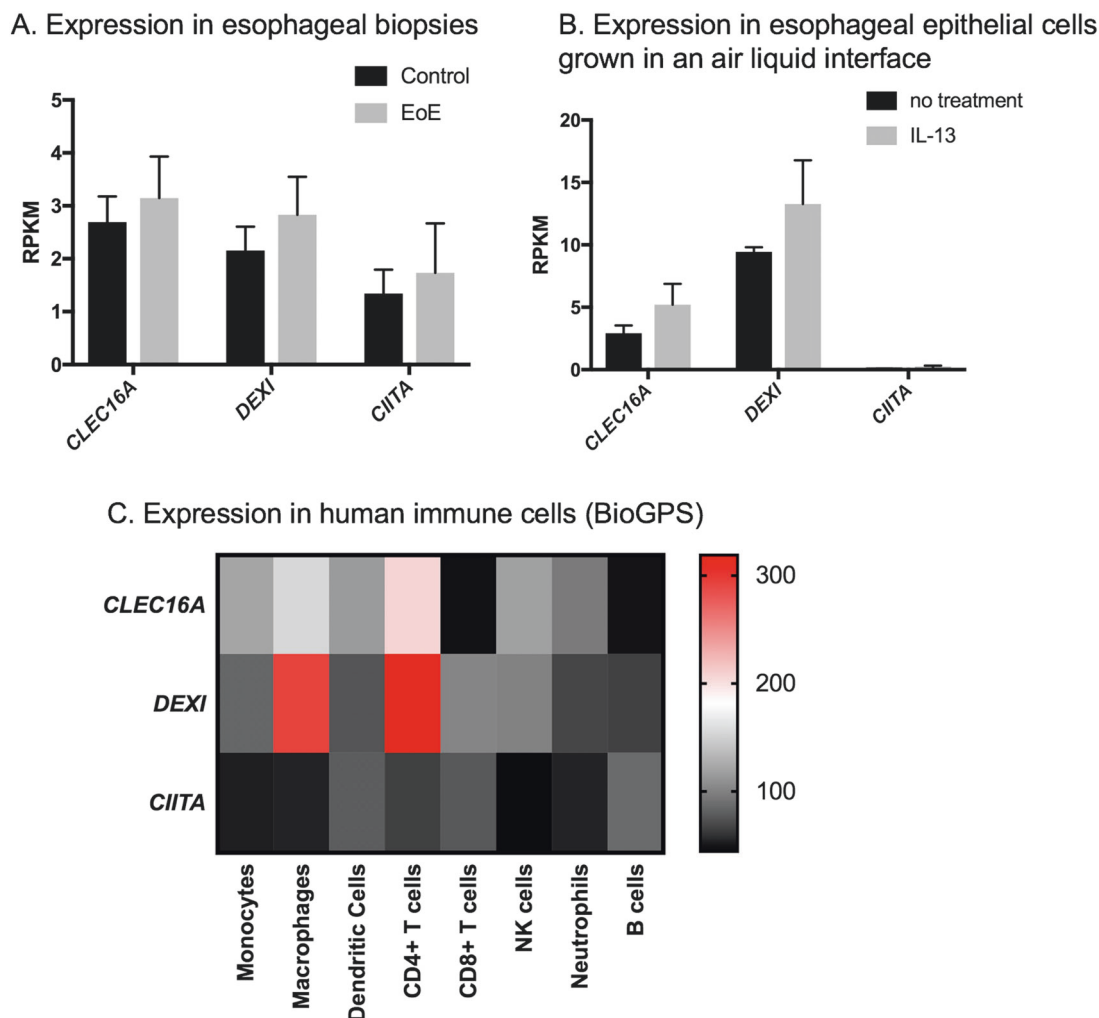 A. Expression in esophageal biopsies
Control
EoE
5
4
3
2
1
0
RPKM
CLEC16A
DEXI
CIITA
B. Expression in esophageal epithelial cells
grown in an air liquid interface
no treatment
IL-13
20
15
10
5
0
RPKM
CLEC16A
DEXI
CIITA
C. Expression in human immune cells (BioGPS)
CLEC16A
DEXI
CIITA
300
200
100
Monocytes
Macrophages
Dendritic Cells
CD4+ T cells
CD8+ T cells
NK cells
Neutrophils
B cells